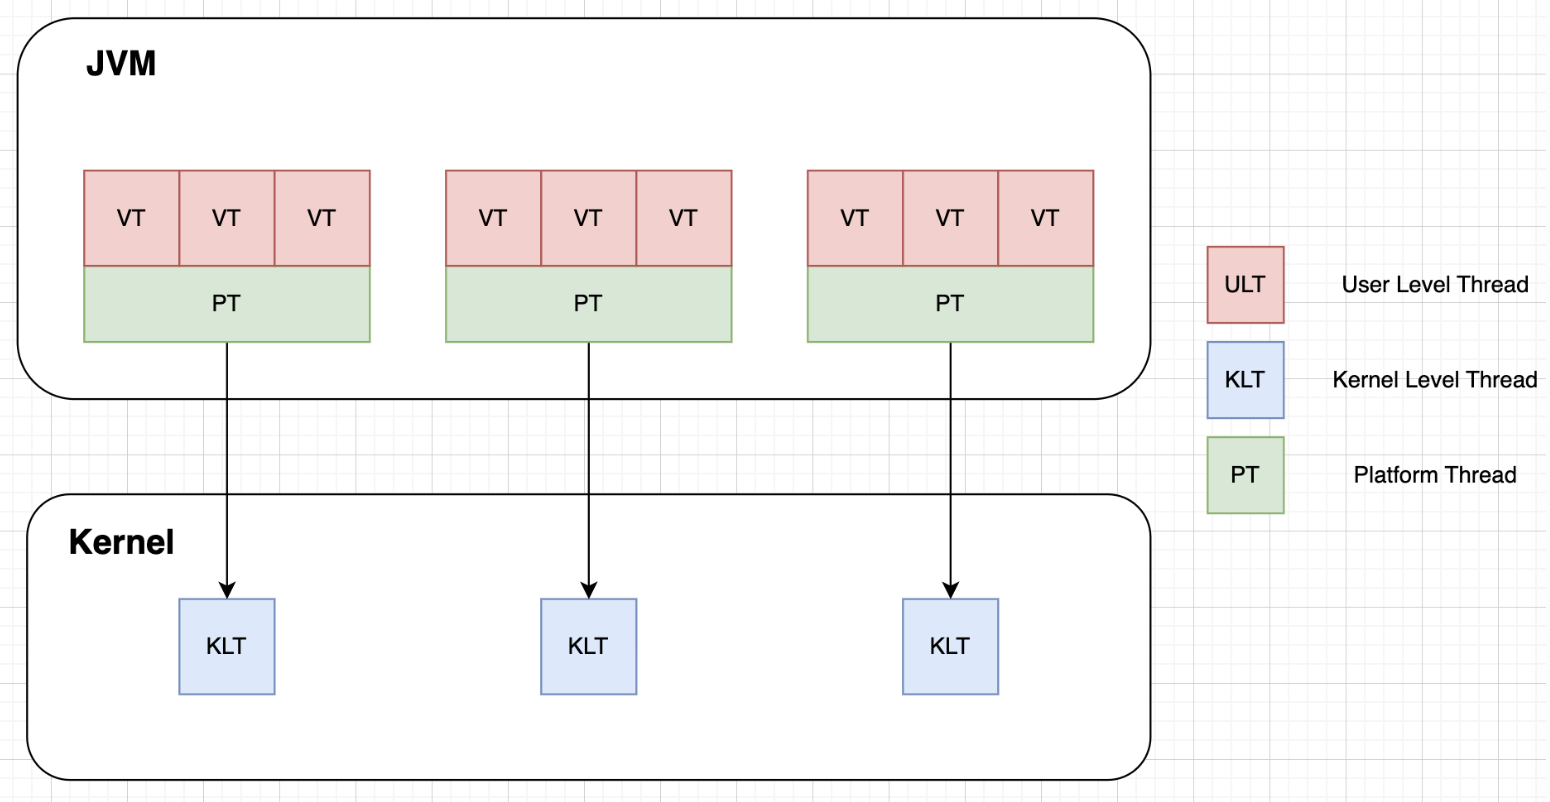 JVM
VT VT VT VT VT VT VT VT VT
PT PT PT
ULT User Level Thread
KLT Kernel Level Thread
PT Platform Thread
Kernel
KLT KLT KLT